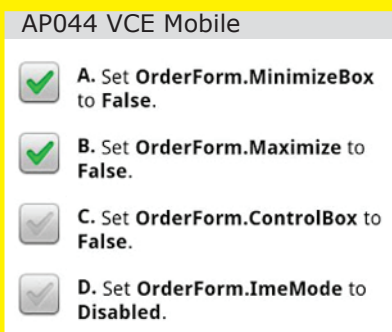 AP044 VCE Mobile
A. Set OrderForm.MinimizeBox
to False.
B. Set OrderForm.Maximize to
False.
C. Set OrderForm.ControlBox to
False.
D. Set OrderForm.ImeMode to
Disabled.